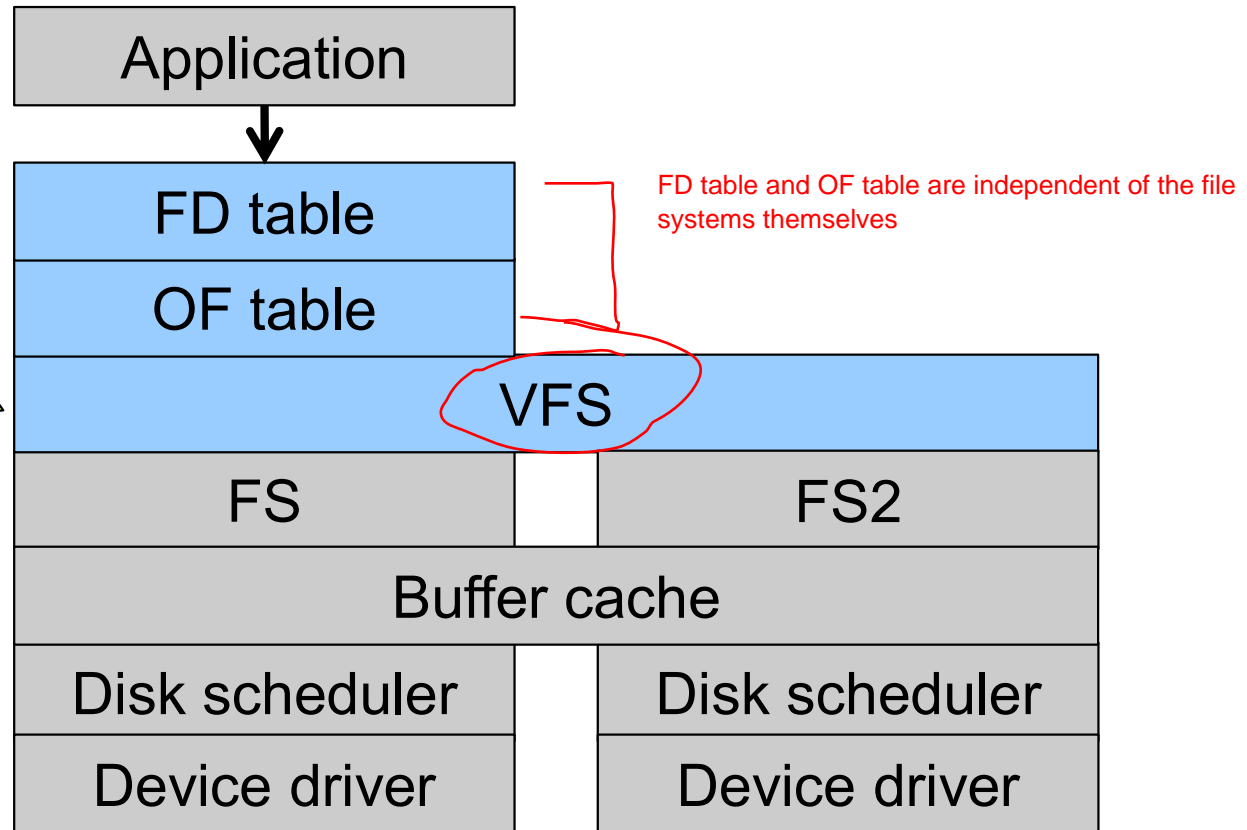 Application
FD table
FD table and OF table are independent of the file
systems themselves
OF table
VFS
FS
FS2
Buffer cache
Disk scheduler
Disk scheduler
Device driver
Device driver